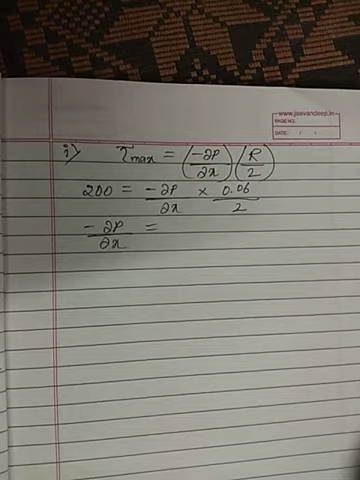 www.jeevandeep.in
PAGE NO.:
DATE: / /
i) τmax = (-∂P/∂x) (R/2)
200 = -∂P/∂x × 0.06/2
-∂P/∂x =